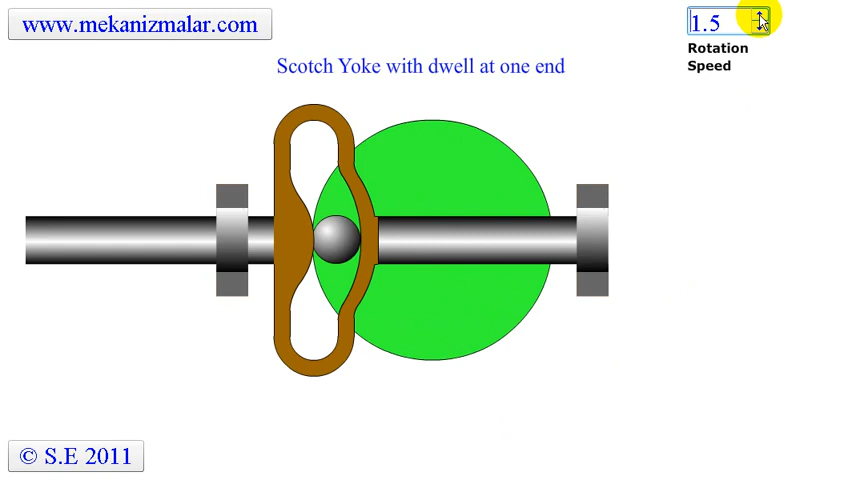 www.mekanizmalar.com
1.5
Rotation
Speed
Scotch Yoke with dwell at one end
© S.E 2011